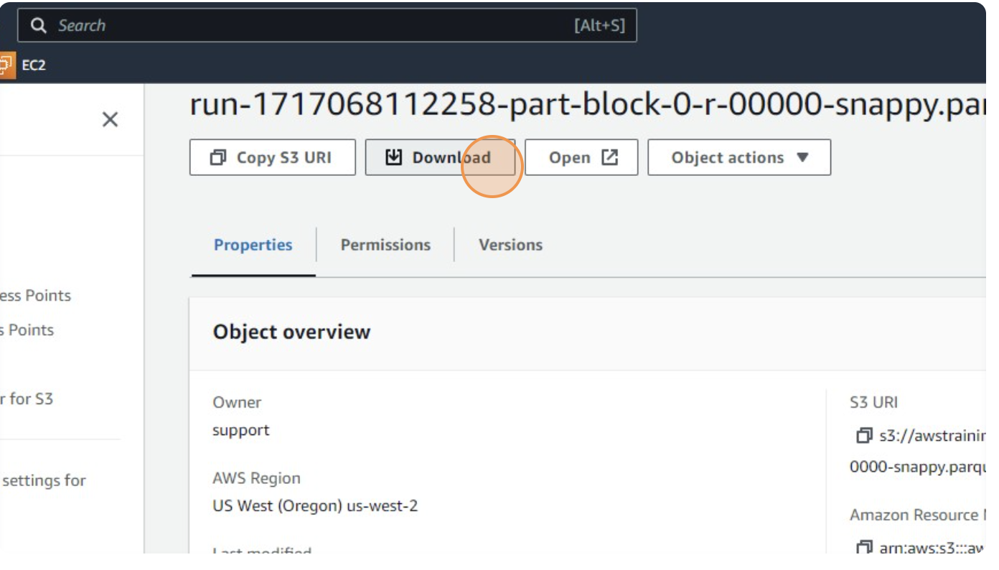 Search [Alt+S]
EC2
run-1717068112258-part-block-0-r-00000-snappy.par
Copy S3 URI Download Open Object actions
Properties Permissions Versions
ess Points
s Points
r for S3
settings for
Object overview
Owner
support
AWS Region
US West (Oregon) us-west-2
Last modified
S3 URI
s3://awstrainin
0000-snappy.parqu
Amazon Resource
arn:aws:s3:::aw